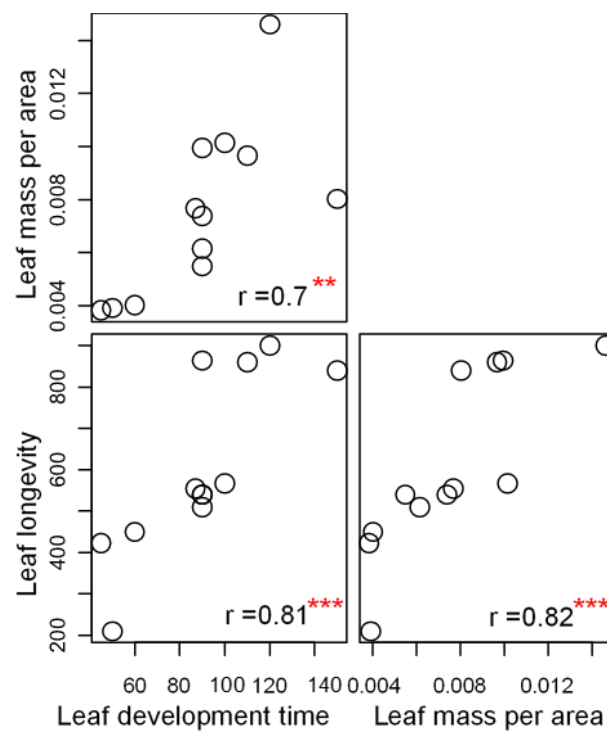 Leaf mass per area
0.004 0.008 0.012
r =0.7 **
Leaf longevity
200 400 600 800
r =0.81 ***
r =0.82 ***
60 80 100 120 140
0.004 0.008 0.012
Leaf development time
Leaf mass per area